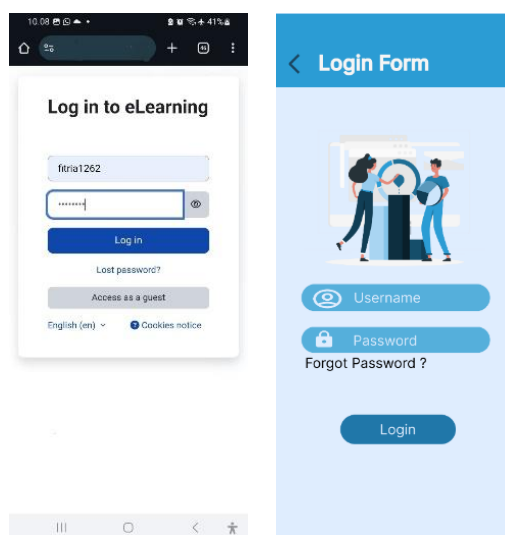 10.08
41%
Log in to eLearning
fitria1262
Log in
Lost password?
Access as a guest
English (en)
Cookies notice
Login Form
Username
Password
Forgot Password ?
Login